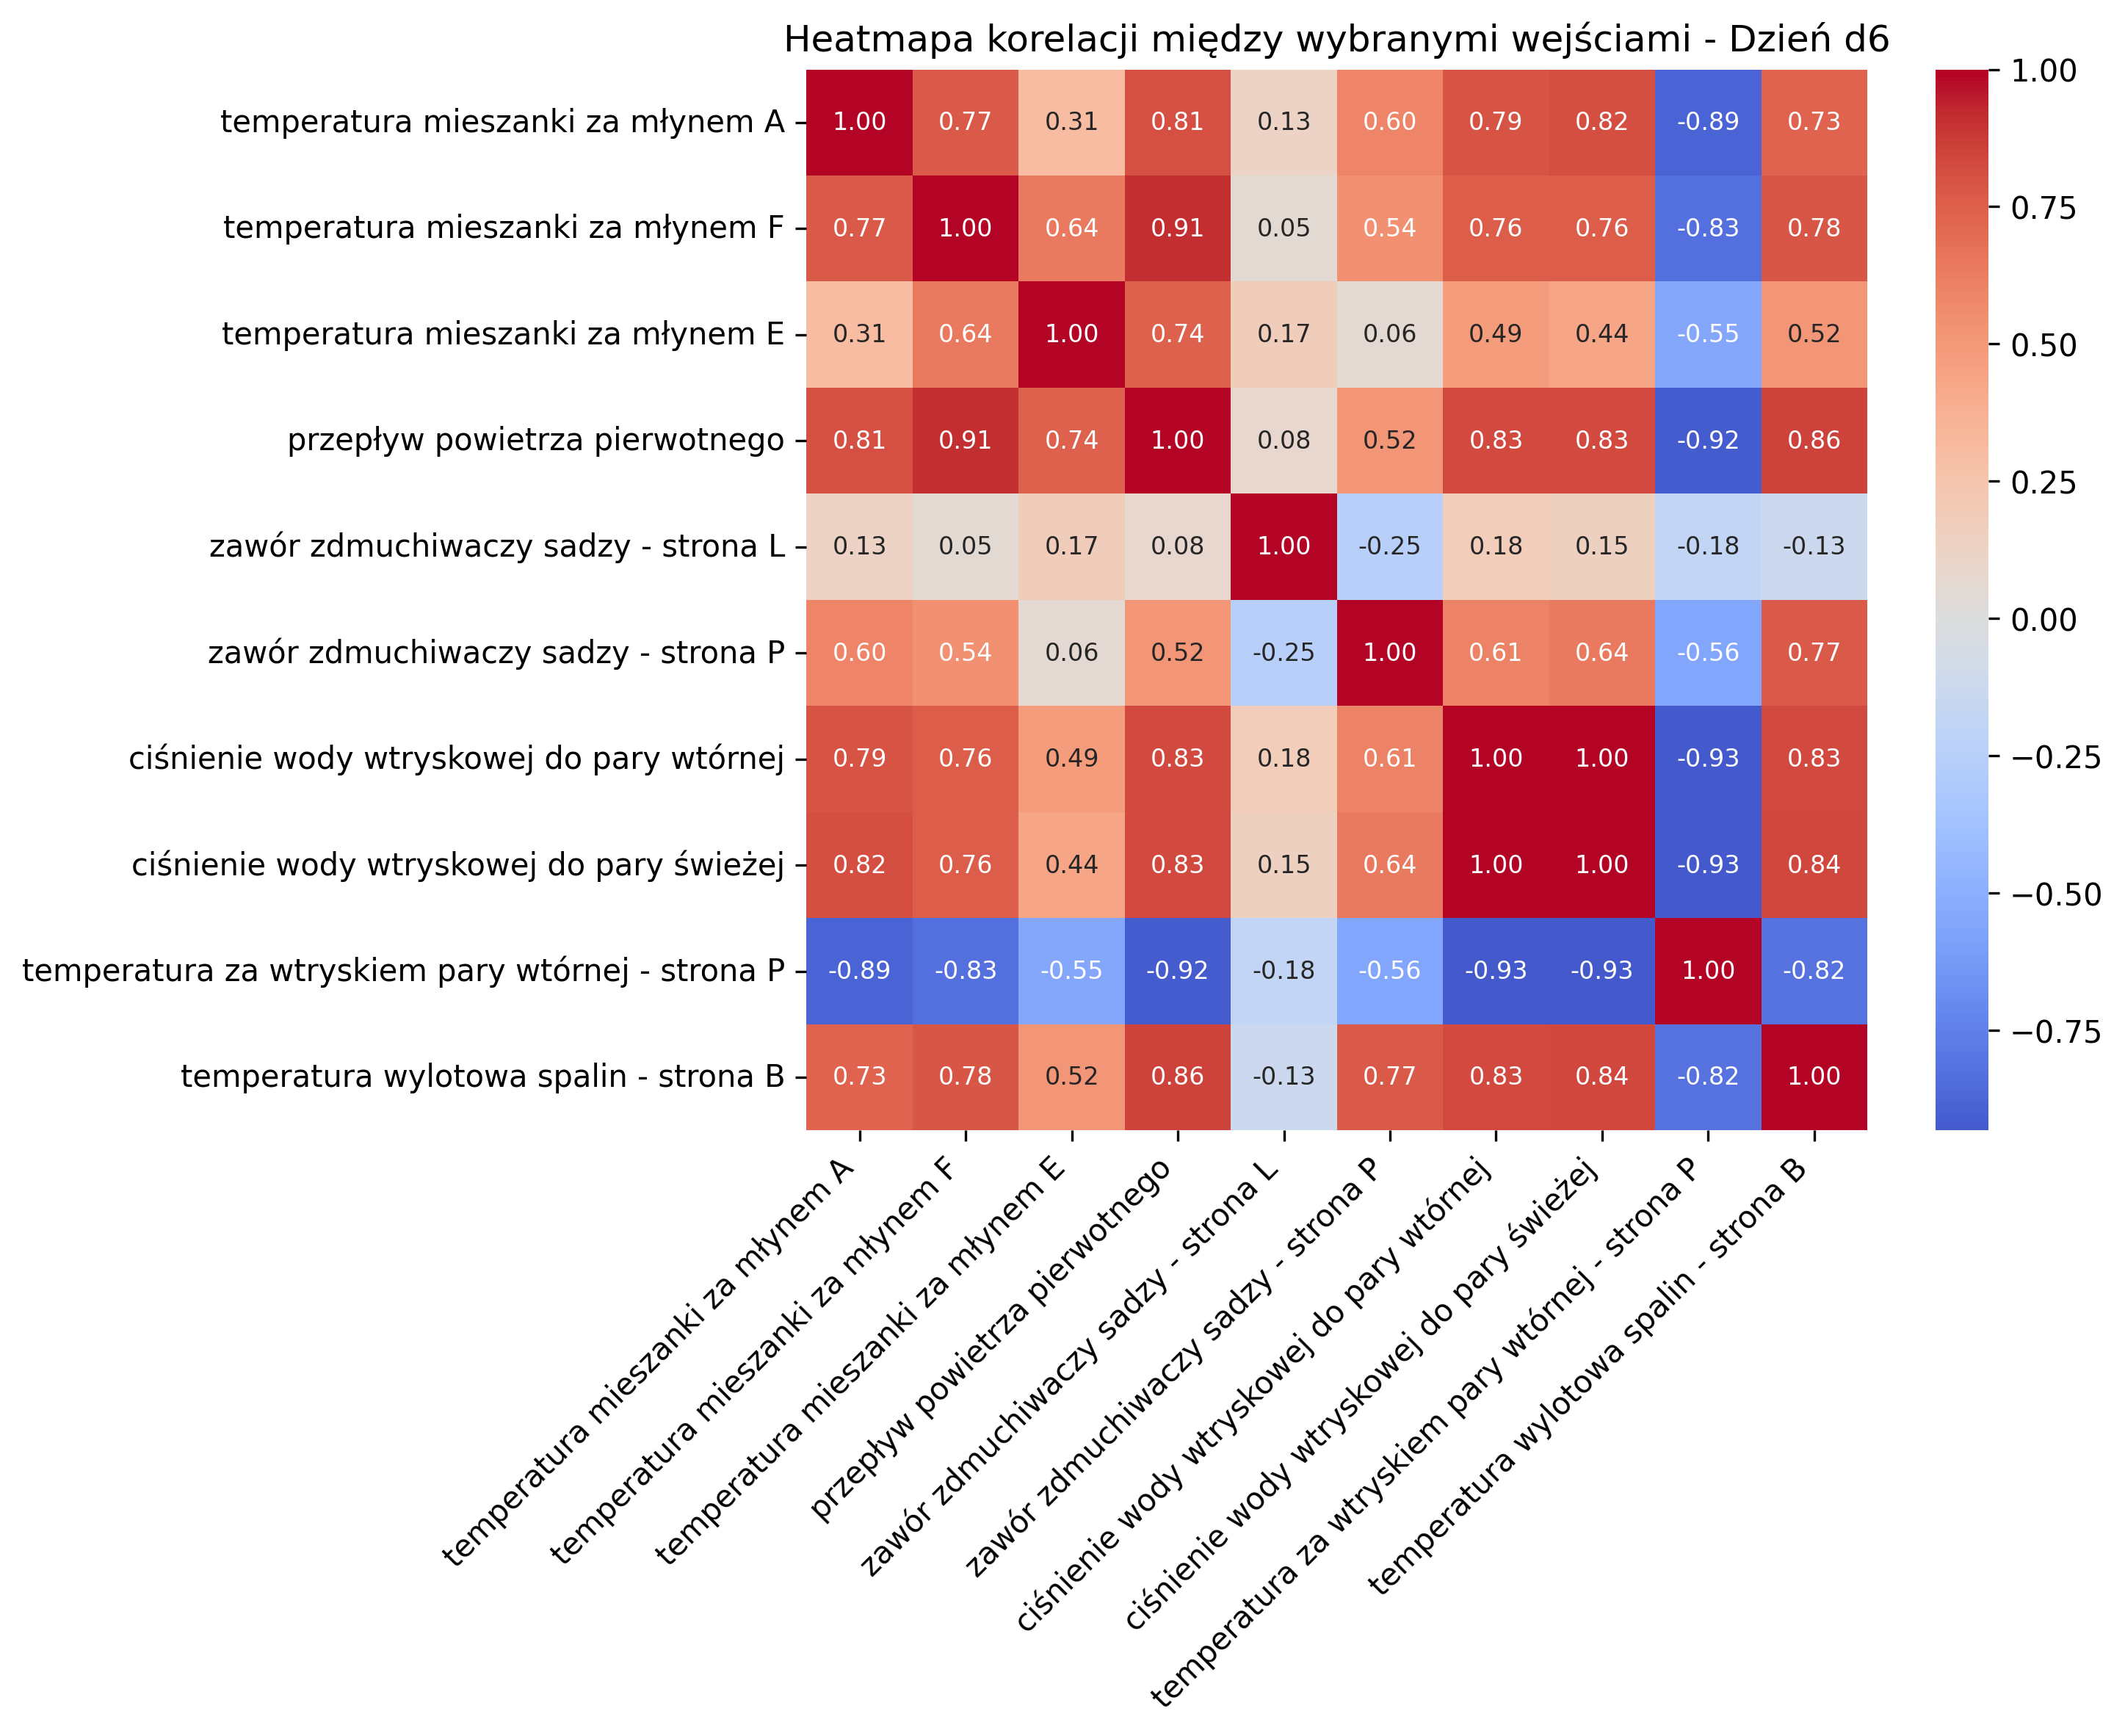 Heatmapa korelacji między wybranymi wejściami - Dzień d6
temperatura mieszanki za młynem A 1.00 0.77 0.31 0.81 0.13 0.60 0.79 0.82 -0.89 0.73
temperatura mieszanki za młynem F 0.77 1.00 0.64 0.91 0.05 0.54 0.76 0.76 -0.83 0.78
temperatura mieszanki za młynem E 0.31 0.64 1.00 0.74 0.17 0.06 0.49 0.44 -0.55 0.52
przepływ powietrza pierwotnego 0.81 0.91 0.74 1.00 0.08 0.52 0.83 0.83 -0.92 0.86
zawór zdmuchiwaczy sadzy - strona L 0.13 0.05 0.17 0.08 1.00 -0.25 0.18 0.15 -0.18 -0.13
zawór zdmuchiwaczy sadzy - strona P 0.60 0.54 0.06 0.52 -0.25 1.00 0.61 0.64 -0.56 0.77
ciśnienie wody wtryskowej do pary wtórnej 0.79 0.76 0.49 0.83 0.18 0.61 1.00 1.00 -0.93 0.83
ciśnienie wody wtryskowej do pary świeżej 0.82 0.76 0.44 0.83 0.15 0.64 1.00 1.00 -0.93 0.84
temperatura za wtryskiem pary wtórnej - strona P -0.89 -0.83 -0.55 -0.92 -0.18 -0.56 -0.93 -0.93 1.00 -0.82
temperatura wylotowa spalin - strona B 0.73 0.78 0.52 0.86 -0.13 0.77 0.83 0.84 -0.82 1.00
temperatura mieszanki za młynem A
temperatura mieszanki za młynem F
temperatura mieszanki za młynem E
przepływ powietrza pierwotnego
zawór zdmuchiwaczy sadzy - strona L
zawór zdmuchiwaczy sadzy - strona P
ciśnienie wody wtryskowej do pary wtórnej
ciśnienie wody wtryskowej do pary świeżej
temperatura za wtryskiem pary wtórnej - strona P
temperatura wylotowa spalin - strona B
1.00
0.75
0.50
0.25
0.00
−0.25
−0.50
−0.75